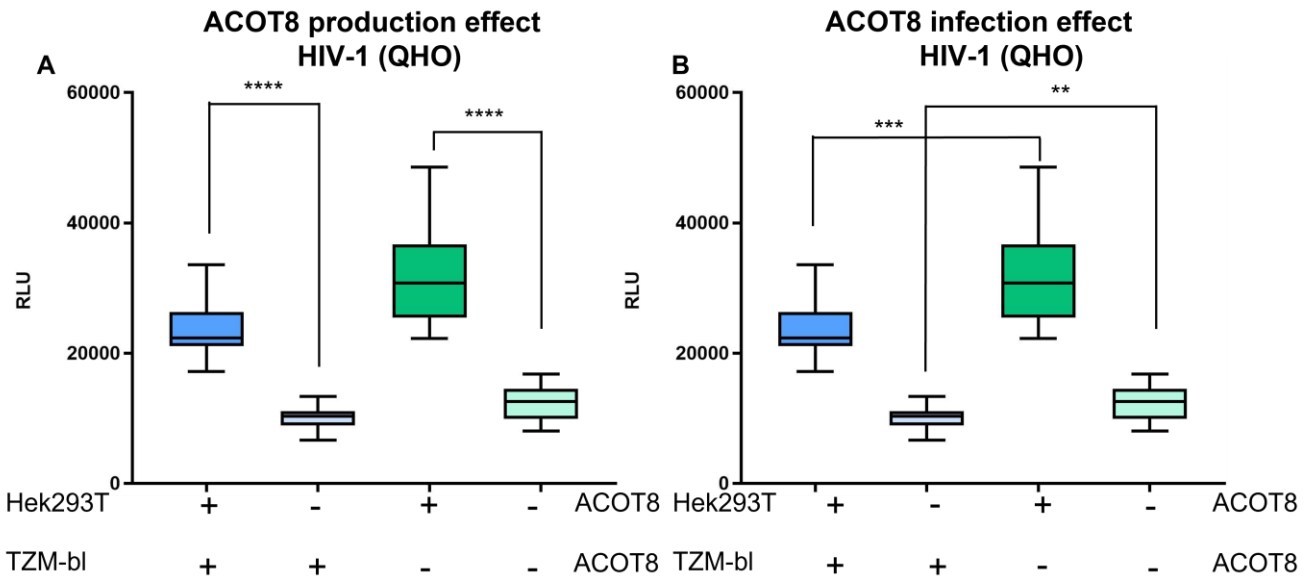 ACOT8 production effect
HIV-1 (QHO)
A
60000
40000
20000
0
RLU
****
****
Hek293T + - + - ACOT8
TZM-bl + + - - ACOT8
ACOT8 infection effect
HIV-1 (QHO)
B
60000
40000
20000
0
RLU
***
**
Hek293T + - + - ACOT8
TZM-bl + + - - ACOT8